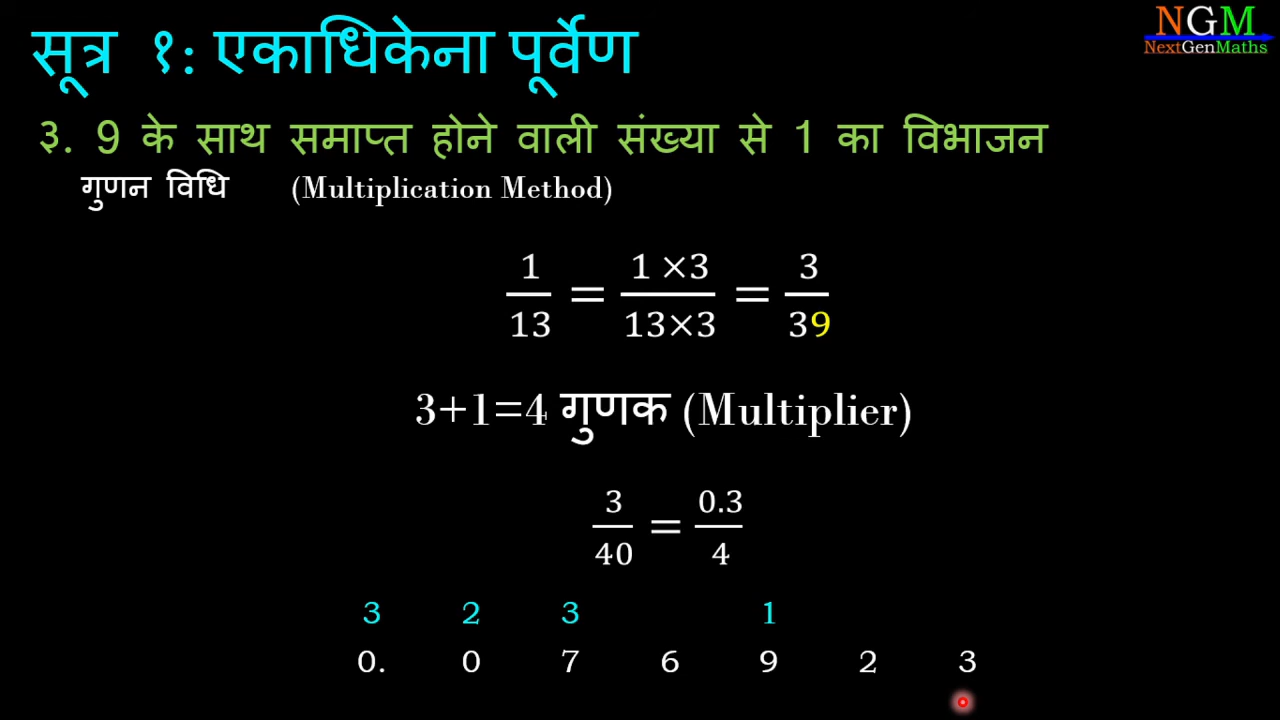 सूत्र १: एकाधिकेना पूर्वेण
NGM
NextGenMaths
३. 9 के साथ समाप्त होने वाली संख्या से 1 का विभाजन
गुणन विधि (Multiplication Method)
1/13 = 1 ×3/13×3 = 3/39
3+1=4 गुणक (Multiplier)
3/40 = 0.3/4
3 2 3 1
0. 0 7 6 9 2 3